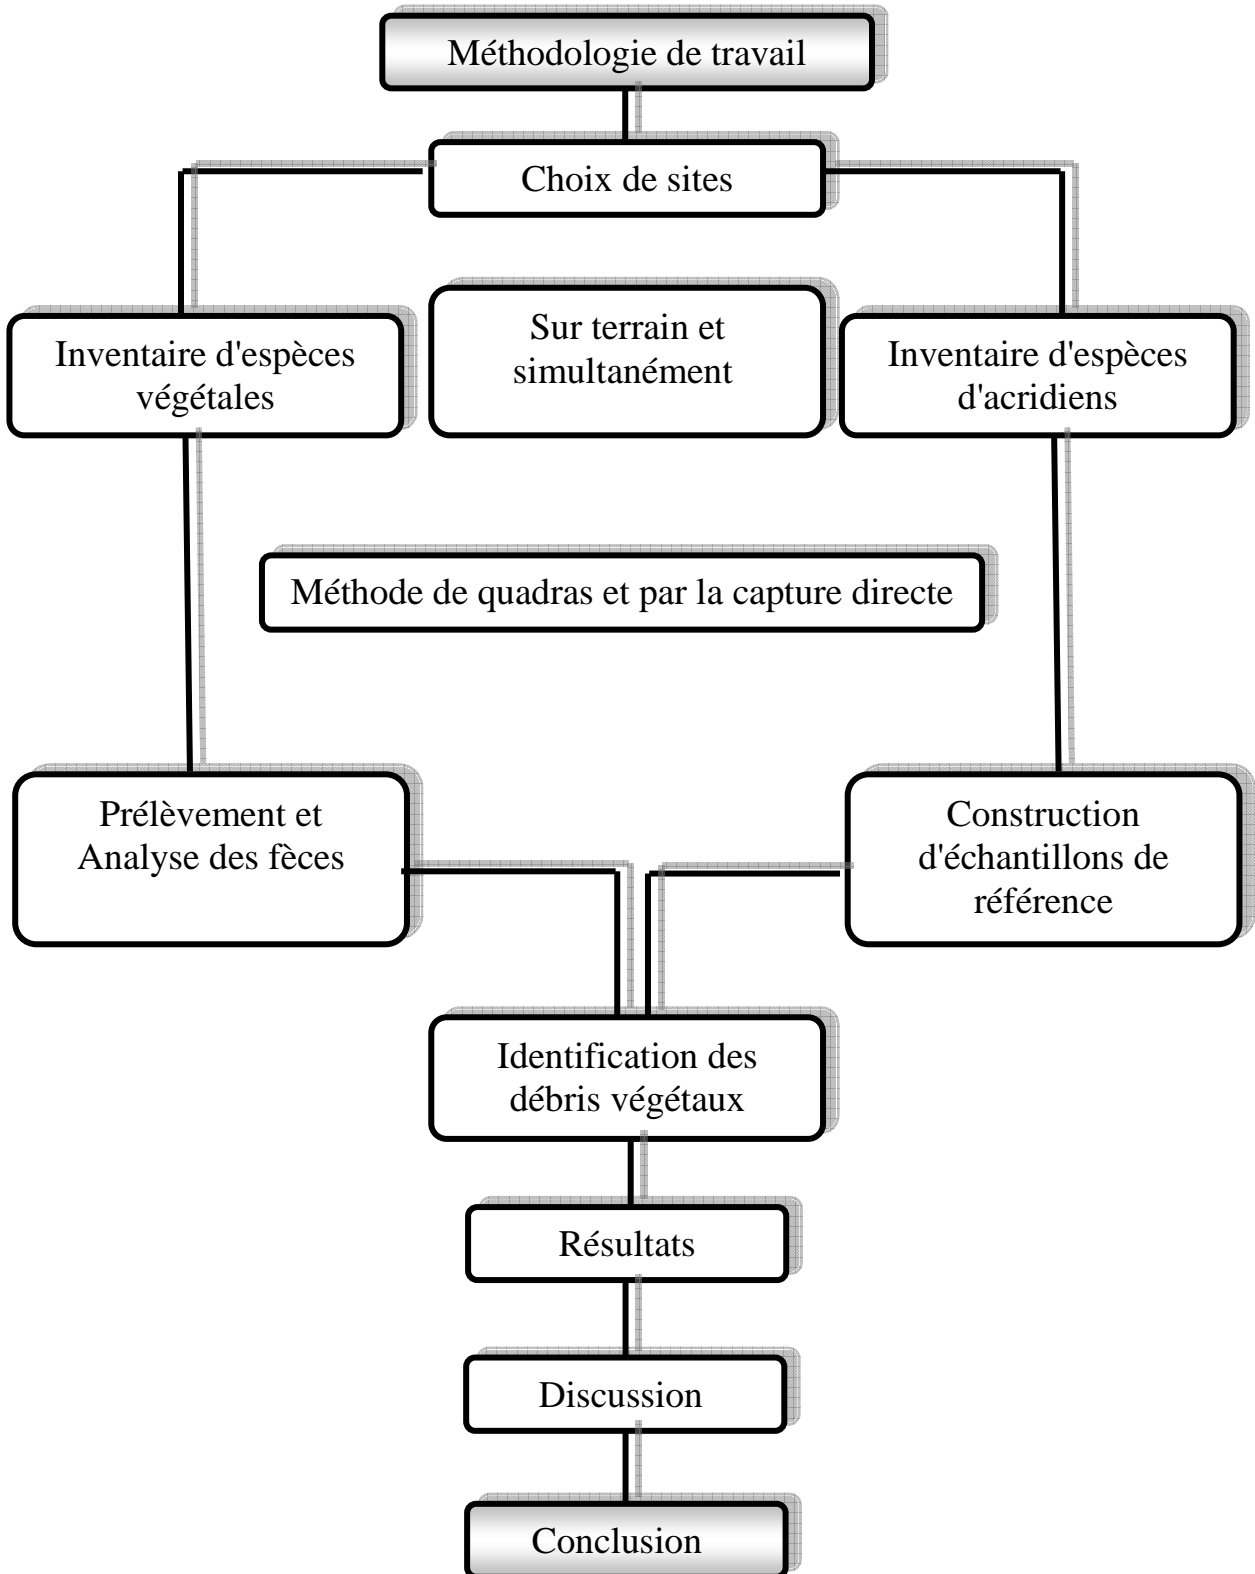 Méthodologie de travail
Choix de sites
Inventaire d'espèces
végétales
Sur terrain et
simultanément
Inventaire d'espèces
d'acridiens
Méthode de quadras et par la capture directe
Prélèvement et
Analyse des fèces
Construction
d'échantillons de
référence
Identification des
débris végétaux
Résultats
Discussion
Conclusion